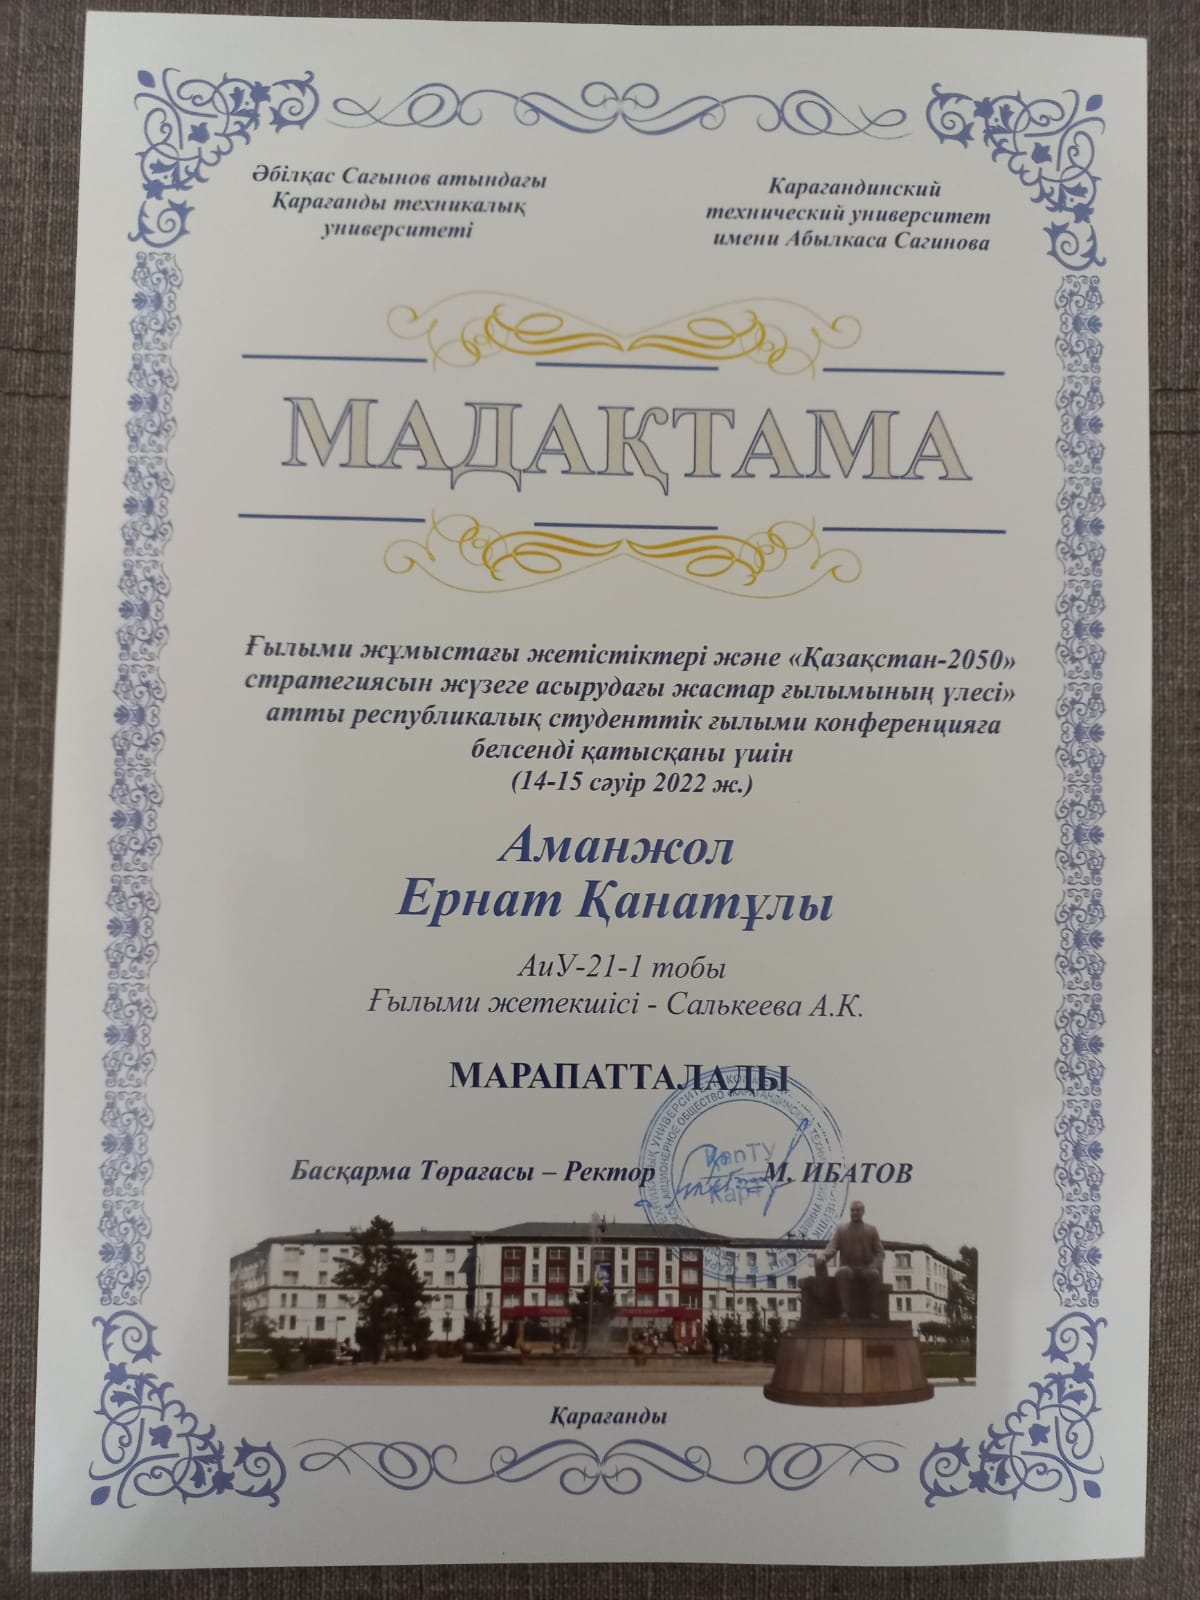 Әбілқас Сағынов атындағы
Қарағанды техникалық
университеті
Карагандинский
технический университет
имени Абылкаса Сагинова
МАДАҚТАМА
Ғылыми жұмыстағы жетістіктері және «Қазақстан-2050»
стратегиясын жүзеге асырудағы жастар ғылымының үлесі»
атты республикалық студенттік ғылыми конференцияға
белсенді қатысқаны үшін
(14-15 сәуір 2022 ж.)
Аманжол
Ернат Қанатұлы
АиУ-21-1 тобы
Ғылыми жетекшісі - Салькеева А.К.
МАРАПАТТАЛАДЫ
Басқарма Төрағасы – Ректор М. ИБАТОВ
Қарағанды